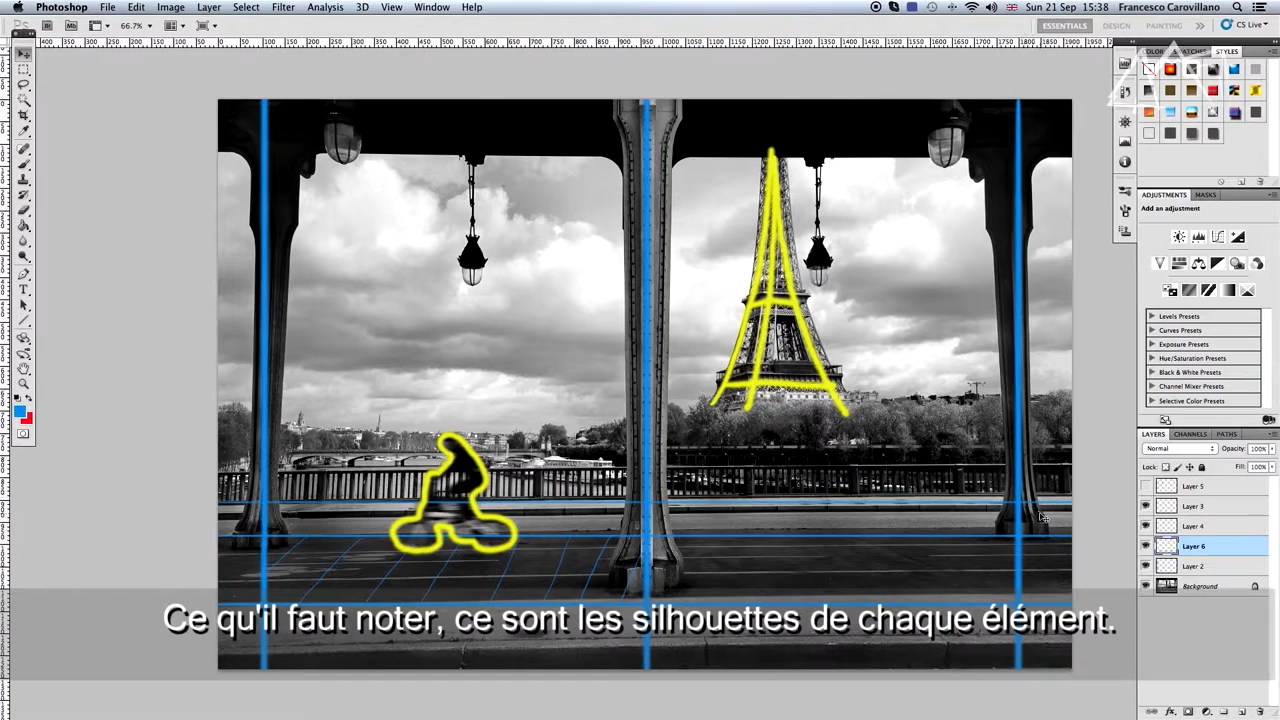 Photoshop File Edit Image Layer Select Filter Analysis 3D View Window Help
Sun 21 Sep 15:38 Francesco Carovillano
66.7%
ESSENTIALS DESIGN PAINTING CS Live
COLOR SWATCHES STYLES
ADJUSTMENTS MASKS
Add an adjustment
Levels Presets
Curves Presets
Exposure Presets
Hue/Saturation Presets
Black & White Presets
Channel Mixer Presets
Selective Color Presets
LAYERS CHANNELS PATHS
Normal Opacity: 100%
Lock: Fill: 100%
Layer 5
Layer 3
Layer 4
Layer 6
Layer 2
Background
Ce qu'il faut noter, ce sont les silhouettes de chaque élément.